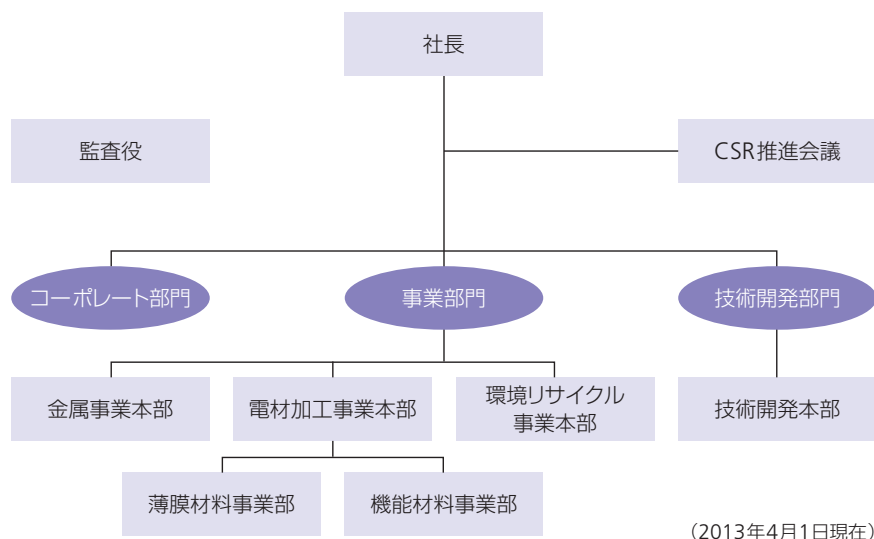 社長
監査役
CSR推進会議
コーポレート部門
事業部門
技術開発部門
金属事業本部
電材加工事業本部
環境リサイクル
事業本部
技術開発本部
薄膜材料事業部
機能材料事業部
（2013年4月1日現在）